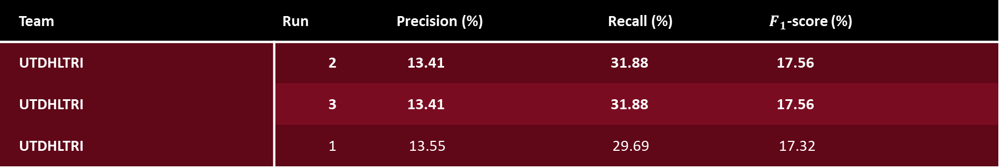 Team Run Precision (%) Recall (%) F₁-score (%)
UTDHLTRI 2 13.41 31.88 17.56
UTDHLTRI 3 13.41 31.88 17.56
UTDHLTRI 1 13.55 29.69 17.32